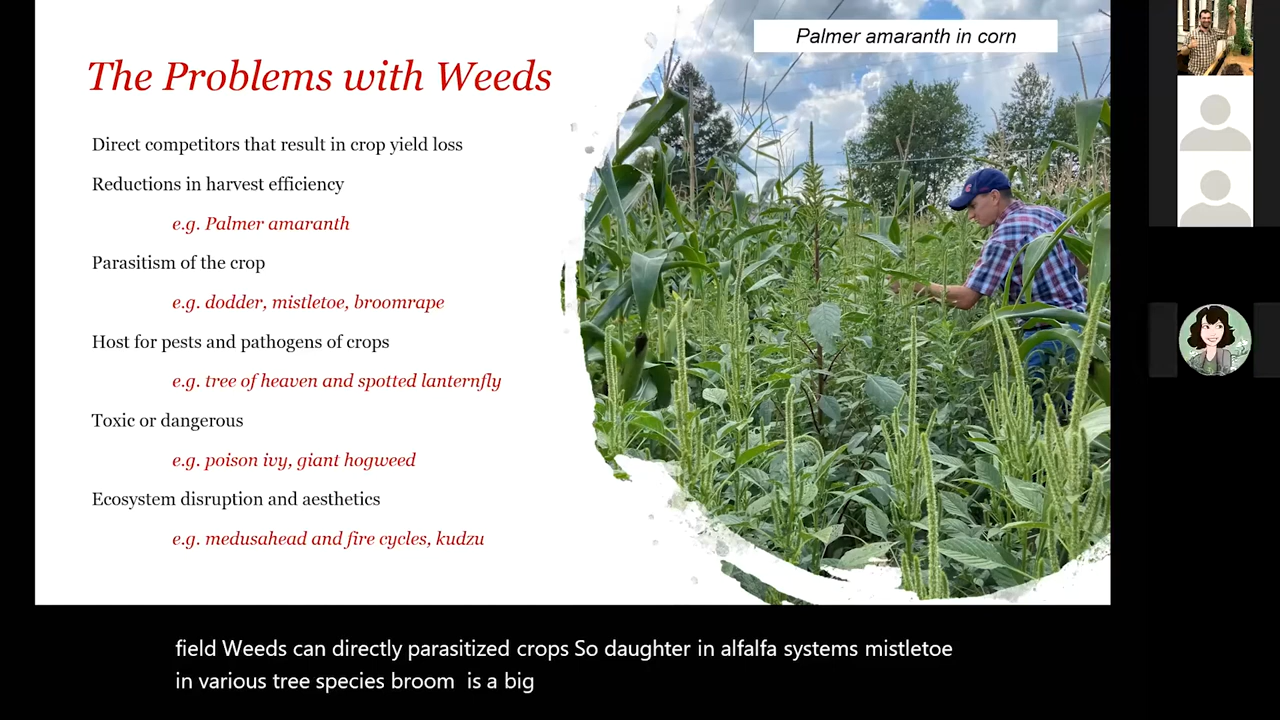 The Problems with Weeds
Palmer amaranth in corn
Direct competitors that result in crop yield loss
Reductions in harvest efficiency
e.g. Palmer amaranth
Parasitism of the crop
e.g. dodder, mistletoe, broomrape
Host for pests and pathogens of crops
e.g. tree of heaven and spotted lanternfly
Toxic or dangerous
e.g. poison ivy, giant hogweed
Ecosystem disruption and aesthetics
e.g. medusahead and fire cycles, kudzu
field Weeds can directly parasitized crops So daughter in alfalfa systems mistletoe
in various tree species broom is a big